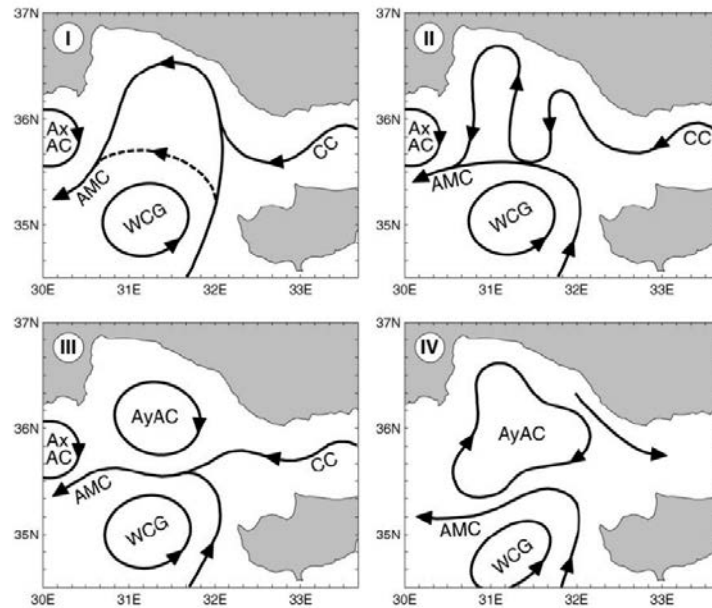 37N
I
36N
Ax
AC
CC
AMC
35N
WCG
30E 31E 32E 33E
37N
II
36N
Ax
AC
CC
AMC
35N
WCG
30E 31E 32E 33E
37N
III
AyAC
36N
Ax
AC
CC
AMC
35N
WCG
30E 31E 32E 33E
37N
IV
36N
AyAC
35N
AMC
WCG
30E 31E 32E 33E